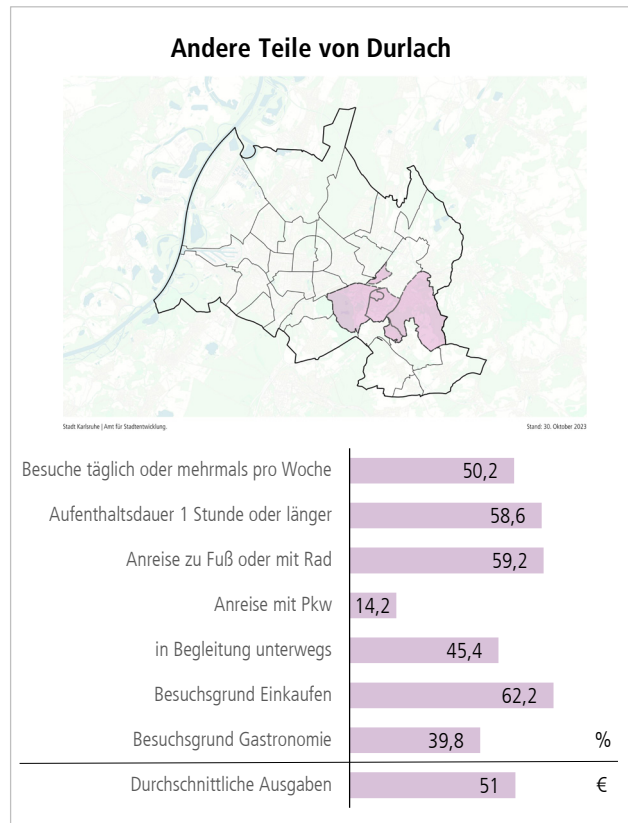 Andere Teile von Durlach
Stadt Karlsruhe | Amt für Stadtentwicklung.
Stand: 30. Oktober 2023
Besuche täglich oder mehrmals pro Woche 50,2
Aufenthaltsdauer 1 Stunde oder länger 58,6
Anreise zu Fuß oder mit Rad 59,2
Anreise mit Pkw 14,2
in Begleitung unterwegs 45,4
Besuchsgrund Einkaufen 62,2
Besuchsgrund Gastronomie 39,8 %
Durchschnittliche Ausgaben 51 €